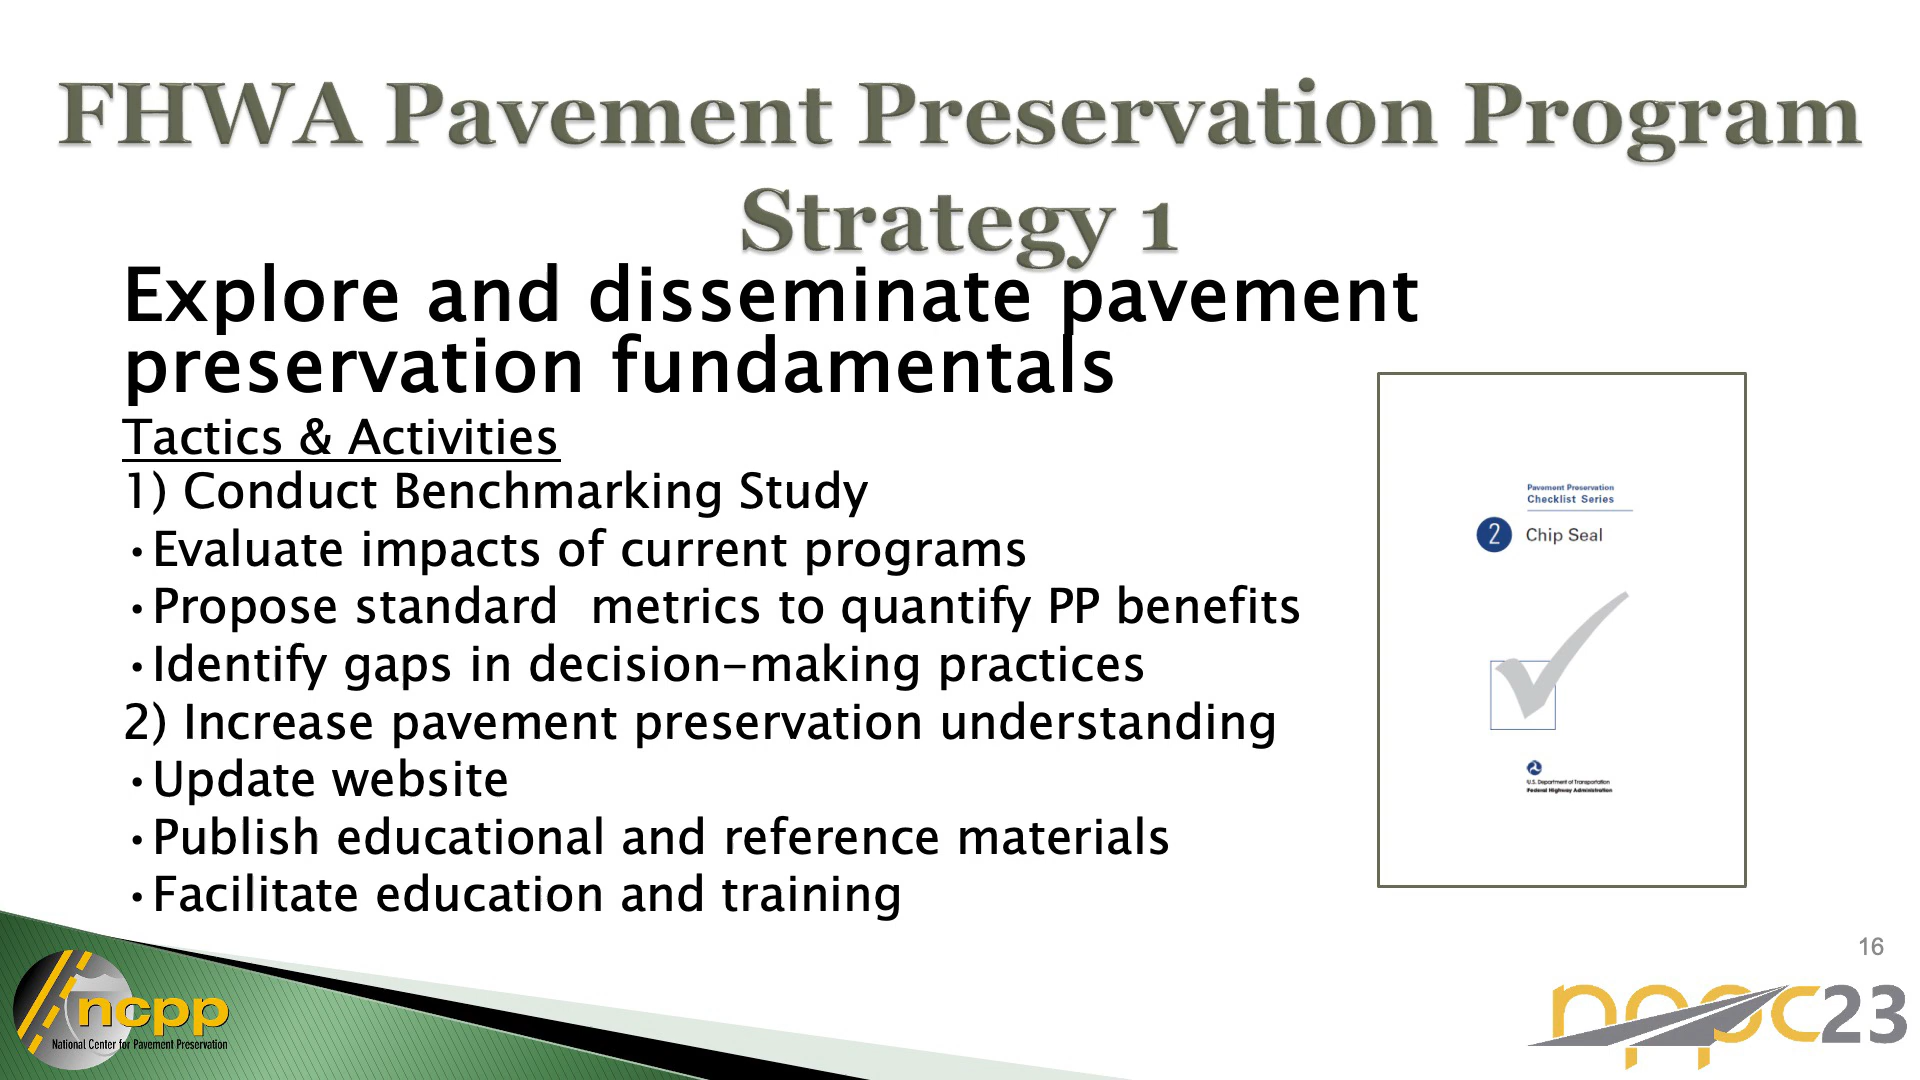 FHWA Pavement Preservation Program
Strategy 1
Explore and disseminate pavement
preservation fundamentals
Tactics & Activities
1) Conduct Benchmarking Study
•Evaluate impacts of current programs
•Propose standard  metrics to quantify PP benefits
•Identify gaps in decision-making practices
2) Increase pavement preservation understanding
•Update website
•Publish educational and reference materials
•Facilitate education and training
Pavement Preservation
Checklist Series
2 Chip Seal
U.S. Department of Transportation
Federal Highway Administration
16
ncpp
National Center for Pavement Preservation
nppc23